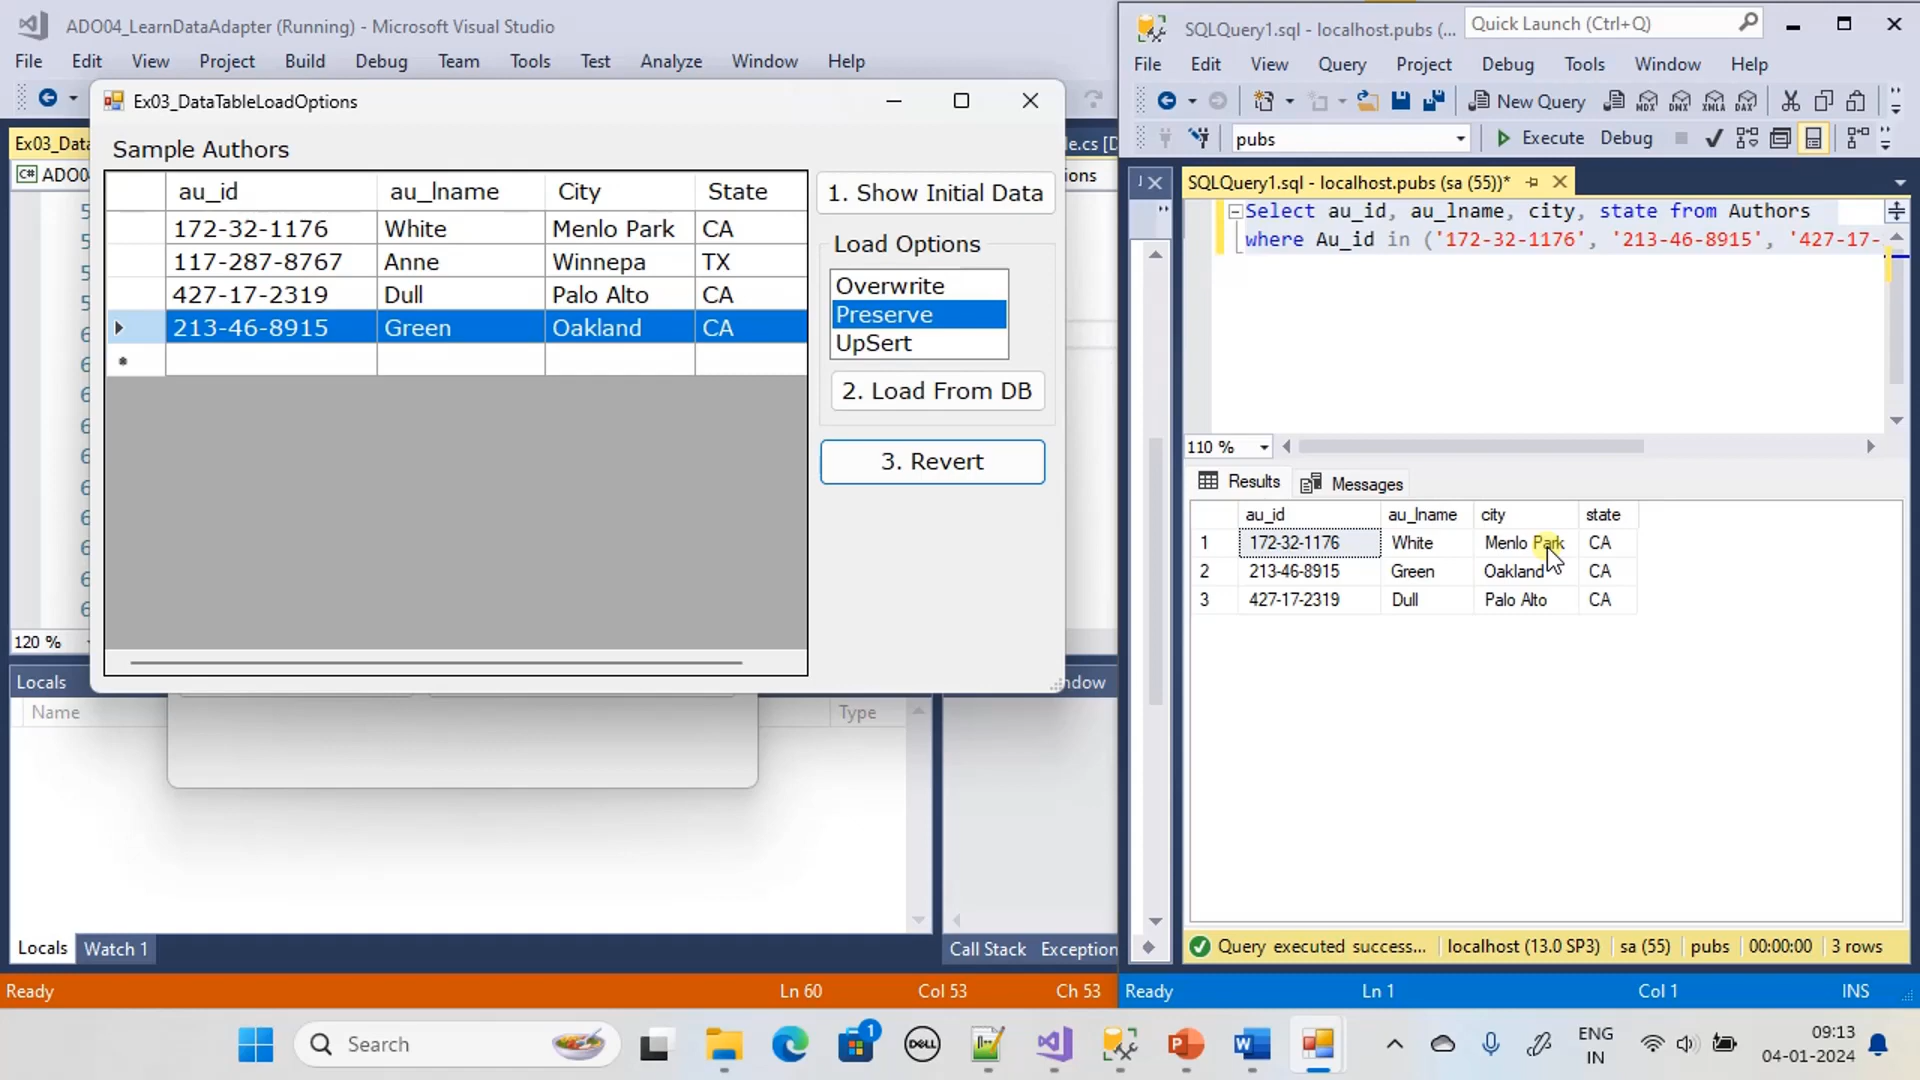 ADO04_LearnDataAdapter (Running) - Microsoft Visual Studio
File Edit View Project Build Debug Team Tools Test Analyze Window Help
Ex03_DataTableLoadOptions
Sample Authors
au_id au_lname City State
172-32-1176 White Menlo Park CA
117-287-8767 Anne Winnepa TX
427-17-2319 Dull Palo Alto CA
213-46-8915 Green Oakland CA
1. Show Initial Data
Load Options
Overwrite
Preserve
UpSert
2. Load From DB
3. Revert
120 %
Locals
Name Type
Locals Watch 1
Call Stack
Ready Ln 60 Col 53 Ch 53
SQLQuery1.sql - localhost.pubs (...
Quick Launch (Ctrl+Q)
File Edit View Query Project Debug Tools Window Help
New Query
MDX DMX XMLA DAX
pubs Execute Debug
SQLQuery1.sql - localhost.pubs (sa (55))*
Select au_id, au_lname, city, state from Authors
where Au_id in ('172-32-1176', '213-46-8915', '427-17-
110 %
Results Messages
au_id au_lname city state
1 172-32-1176 White Menlo Park CA
2 213-46-8915 Green Oakland CA
3 427-17-2319 Dull Palo Alto CA
Query executed success... localhost (13.0 SP3) sa (55) pubs 00:00:00 3 rows
Ready Ln 1 Col 1 INS
Search
1
DELL
ENG
IN
09:13
04-01-2024